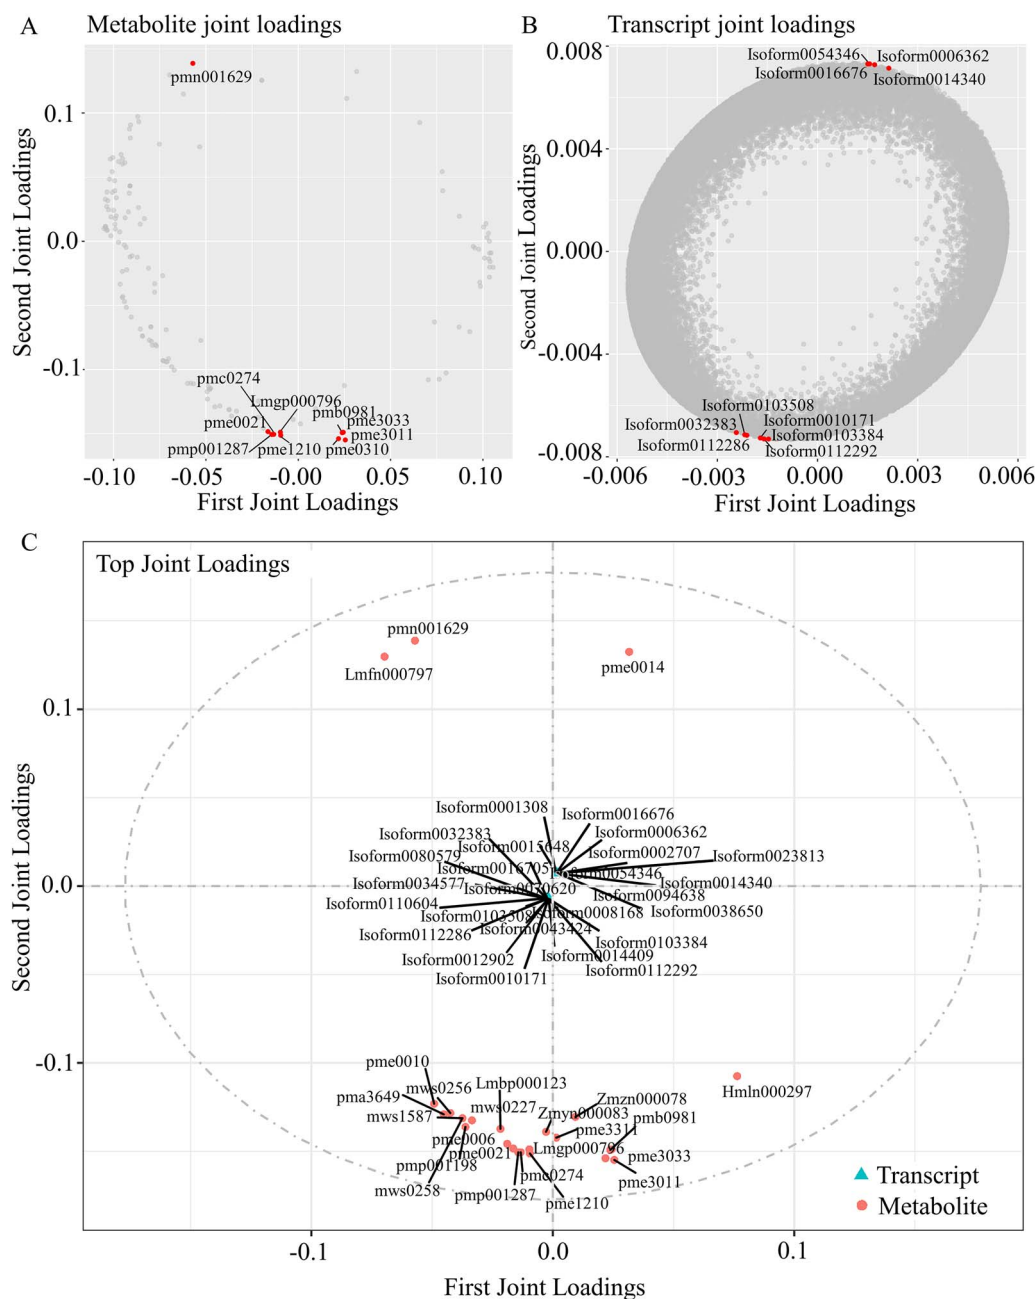 A
Metabolite joint loadings
pmn001629
0.1
0.0
-0.1
Second Joint Loadings
pmc0274
Lmgp000796
pmb0981
pme0021
pme3033
pme3011
pmp001287
pme1210
pme0310
-0.10
-0.05
-0.00
0.05
0.10
First Joint Loadings
B
Transcript joint loadings
0.008
0.004
0.000
-0.004
-0.008
Second Joint Loadings
Isoform0054346
Isoform0006362
Isoform0016676
Isoform0014340
Isoform0103508
Isoform0032383
Isoform0010171
Isoform0103384
Isoform0112286
Isoform0112292
-0.006
-0.003
0.000
0.003
0.006
First Joint Loadings
C
Top Joint Loadings
pmn001629
Lmfn000797
pme0014
0.1
0.0
-0.1
Second Joint Loadings
Isoform0001308
Isoform0016676
Isoform0032383
Isoform0006362
Isoform0015648
Isoform0002707
Isoform0080579
Isoform0023813
Isoform0016705
Isoform0054346
Isoform0034577
Isoform0070620
Isoform0014340
Isoform0094638
Isoform0110604
Isoform0103508
Isoform0008168
Isoform0038650
Isoform0112286
Isoform0043424
Isoform0103384
Isoform0012902
Isoform0014409
Isoform0010171
Isoform0112292
pme0010
mws0256
Lmbp000123
pma3649
mws0227
Zmzn000078
mws1587
Zmyn000083
pmb0981
pme0006
pme3311
pme0021
Lmgp000796
pmp001198
pme3033
pme0274
pme3011
mws0258
pmp001287
pme1210
Hmln000297
Transcript
Metabolite
-0.1
0.0
0.1
First Joint Loadings